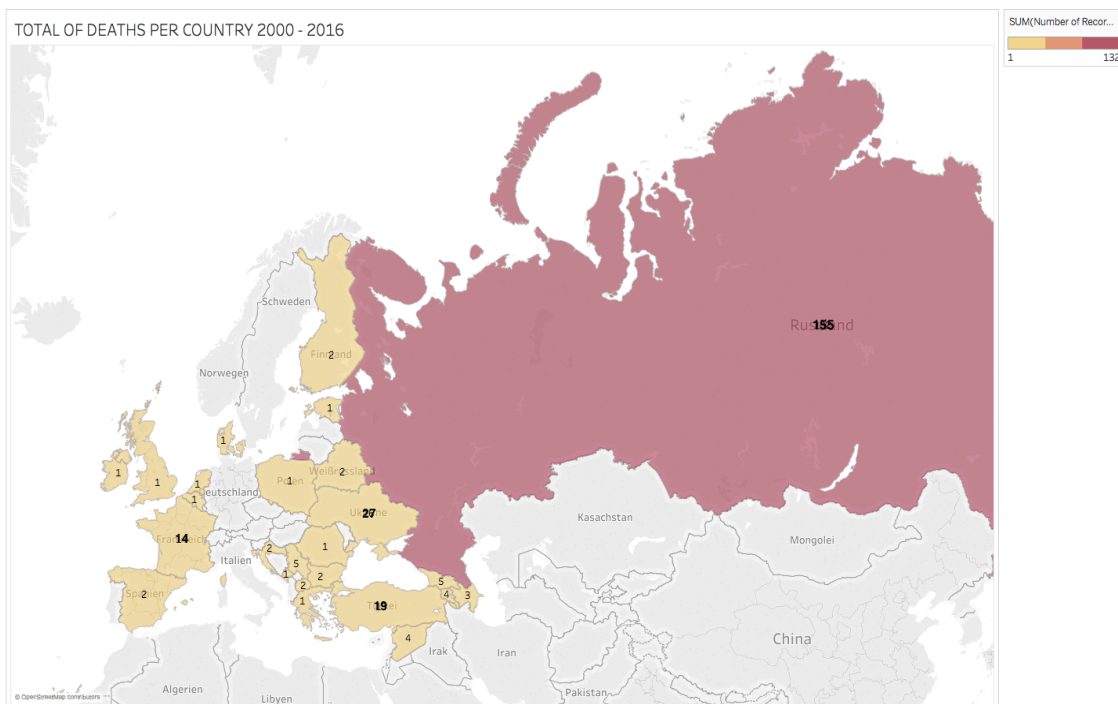 TOTAL OF DEATHS PER COUNTRY 2000 - 2016
SUM(Number of Recor...
1 132
Schweden
Finnland
2
Norwegen
1
1
1
1
1
1
Deutschland
Polen
1
Weißrussland
2
Ukraine
27
Frankreich
14
Italien
Spanien
2
2
1
5
1
2
2
1
Türkei
19
5
4
3
4
Russland
155
Kasachstan
Mongolei
China
Irak
Iran
Pakistan
Algerien
Libyen
© OpenStreetMap contributors